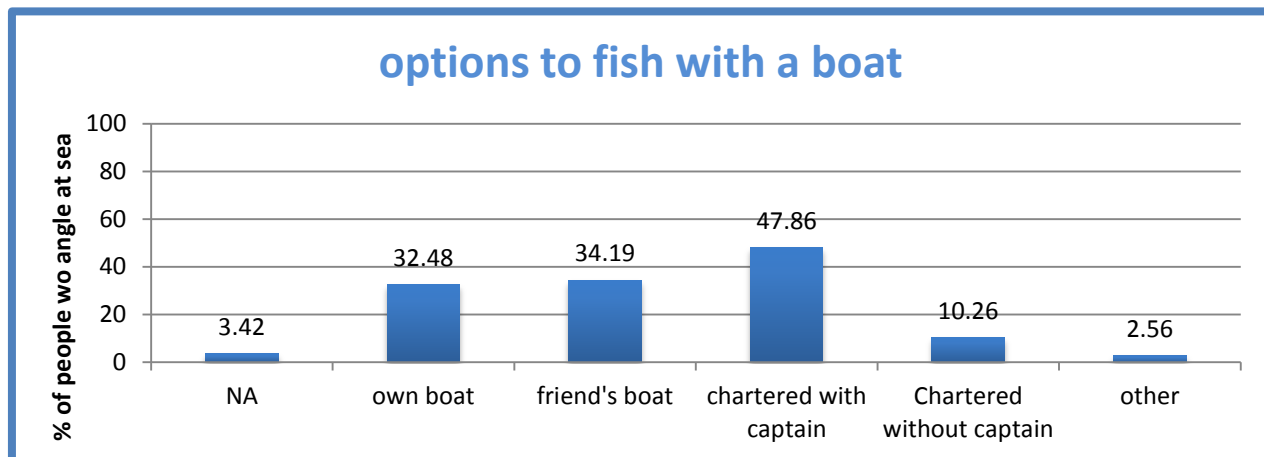 options to fish with a boat
% of people wo angle at sea
100
80
60
40
20
0
3.42
32.48
34.19
47.86
10.26
2.56
NA
own boat
friend's boat
chartered with
captain
Chartered
without captain
other